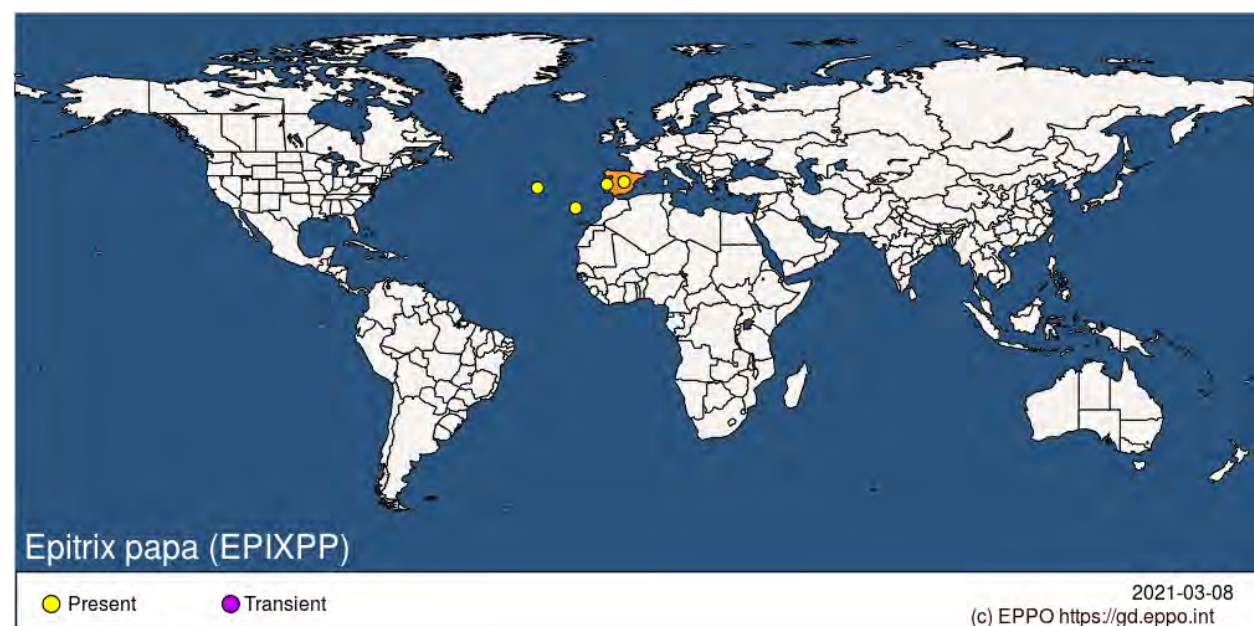 Epitrix papa (EPIXPP)
Present
Transient
2021-03-08
(c) EPPO https://gd.eppo.int